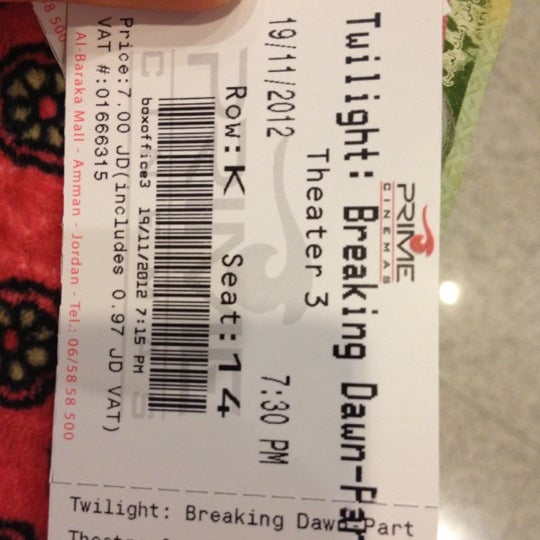 PRIME
CINEMAS
Twilight: Breaking Dawn-Par
Theater 3
19/11/2012 7:30 PM
Row:K Seat:14
boxoffice3 19/11/2012 7:15 PM
Price:7.00 JD(includes 0.97 JD VAT)
VAT #:01666315
Al-Baraka Mall - Amman - Jordan - Tel.: 06/58 58 500
8 500
Twilight: Breaking Dawn-Part